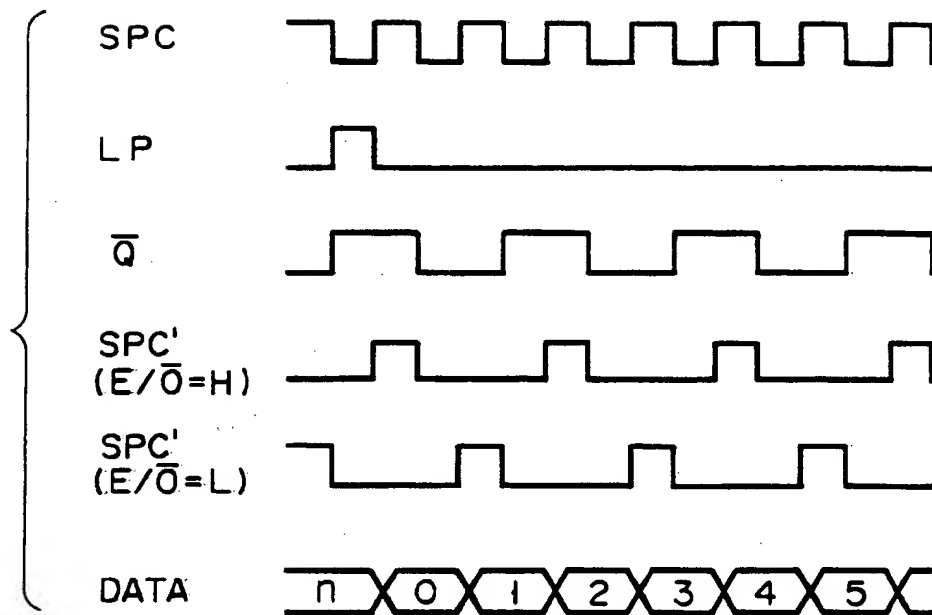 SPC
LP
Q̅
SPC'
(E/O̅=H)
SPC'
(E/O̅=L)
DATA n 0 1 2 3 4 5